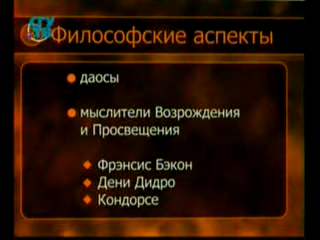 Философские аспекты
даосы
мыслители Возрождения
и Просвещения
Фрэнсис Бэкон
Дени Дидро
Кондорсе